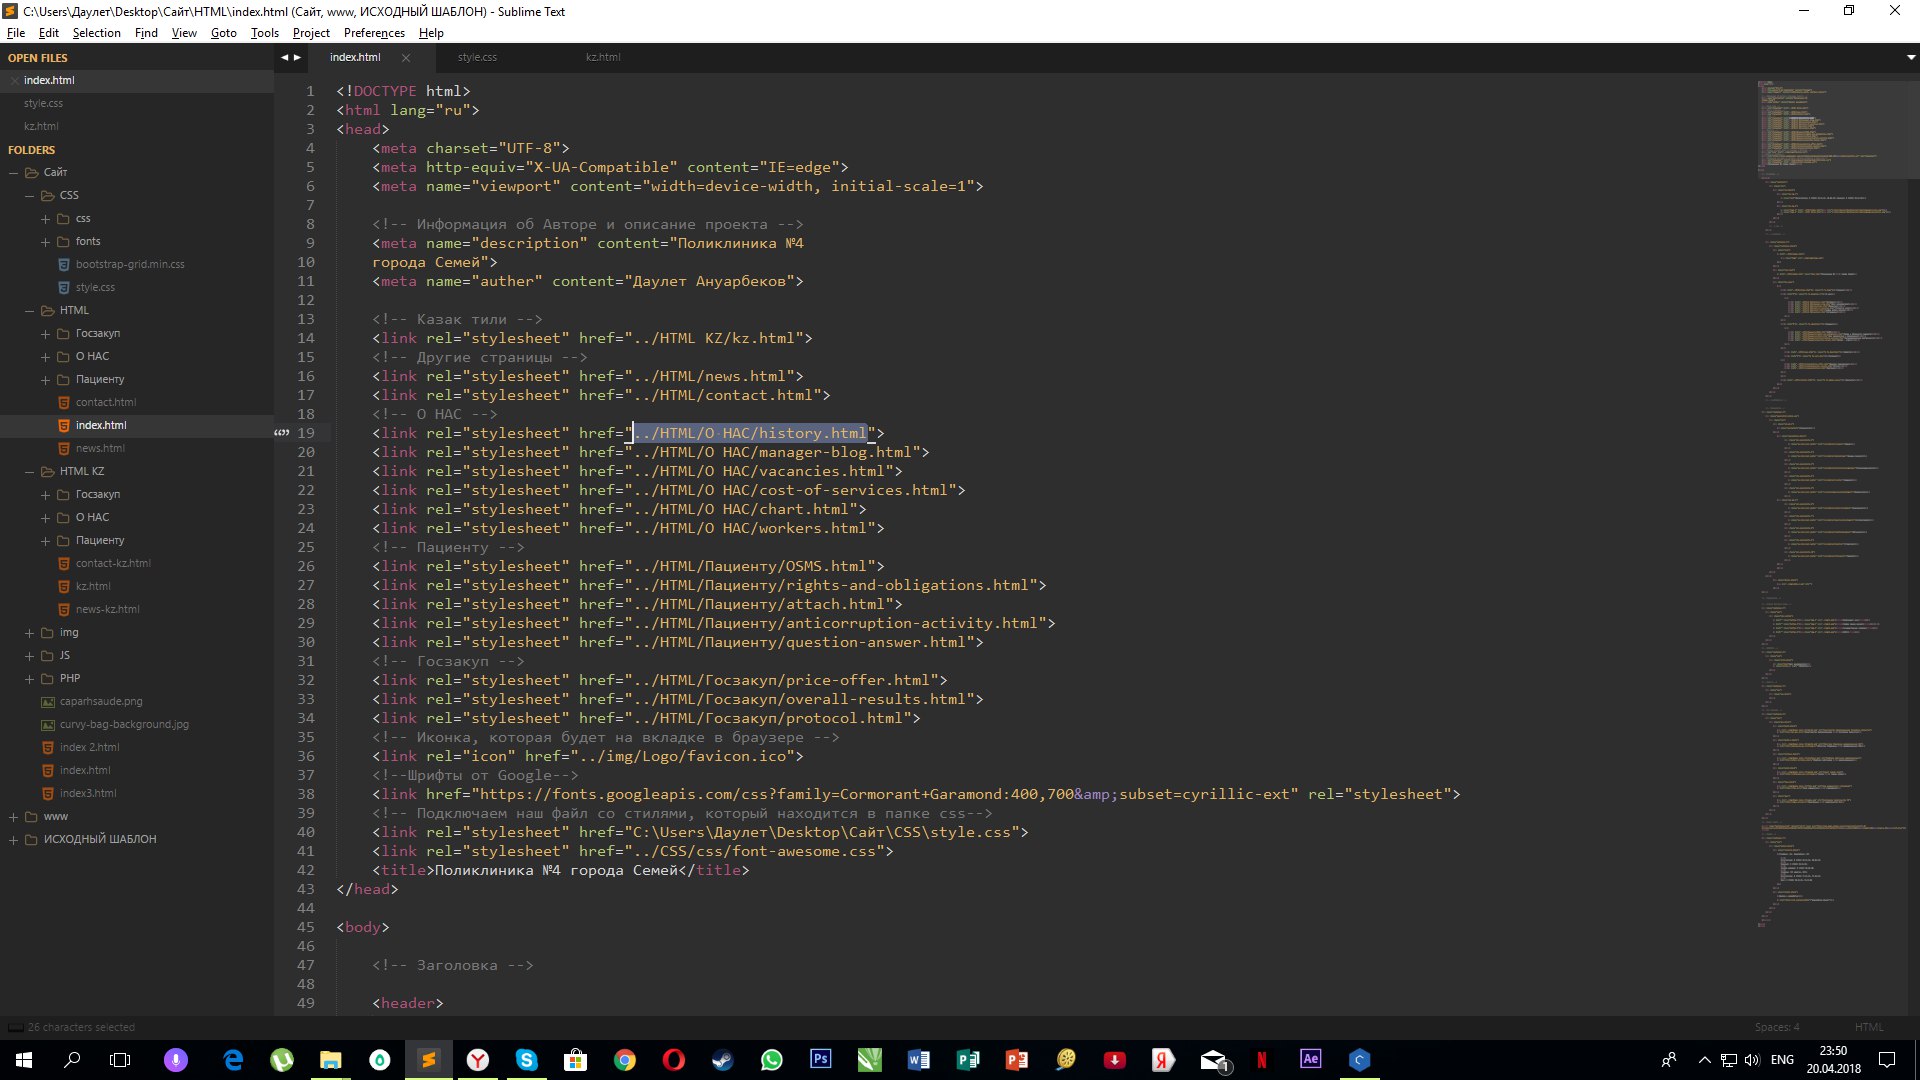 C:\Users\Даулет\Desktop\Сайт\HTML\index.html (Сайт, www, ИСХОДНЫЙ ШАБЛОН) - Sublime Text
File Edit Selection Find View Goto Tools Project Preferences Help
OPEN FILES
index.html
style.css
kz.html
FOLDERS
Сайт
CSS
css
fonts
bootstrap-grid.min.css
style.css
HTML
Госзакуп
О НАС
Пациенту
contact.html
index.html
news.html
HTML KZ
Госзакуп
О НАС
Пациенту
contact-kz.html
kz.html
news-kz.html
img
JS
PHP
caparhsaude.png
curvy-bag-background.jpg
index 2.html
index.html
index3.html
www
ИСХОДНЫЙ ШАБЛОН
index.html style.css kz.html
1 <!DOCTYPE html>
2 <html lang="ru">
3 <head>
4 <meta charset="UTF-8">
5 <meta http-equiv="X-UA-Compatible" content="IE=edge">
6 <meta name="viewport" content="width=device-width, initial-scale=1">
7
8 <!-- Информация об Авторе и описание проекта -->
9 <meta name="description" content="Поликлиника №4
10 города Семей">
11 <meta name="auther" content="Даулет Ануарбеков">
12
13 <!-- Казак тили -->
14 <link rel="stylesheet" href="../HTML KZ/kz.html">
15 <!-- Другие страницы -->
16 <link rel="stylesheet" href="../HTML/news.html">
17 <link rel="stylesheet" href="../HTML/contact.html">
18 <!-- О НАС -->
19 <link rel="stylesheet" href="../HTML/О НАС/history.html">
20 <link rel="stylesheet" href="../HTML/О НАС/manager-blog.html">
21 <link rel="stylesheet" href="../HTML/О НАС/vacancies.html">
22 <link rel="stylesheet" href="../HTML/О НАС/cost-of-services.html">
23 <link rel="stylesheet" href="../HTML/О НАС/chart.html">
24 <link rel="stylesheet" href="../HTML/О НАС/workers.html">
25 <!-- Пациенту -->
26 <link rel="stylesheet" href="../HTML/Пациенту/OSMS.html">
27 <link rel="stylesheet" href="../HTML/Пациенту/rights-and-obligations.html">
28 <link rel="stylesheet" href="../HTML/Пациенту/attach.html">
29 <link rel="stylesheet" href="../HTML/Пациенту/anticorruption-activity.html">
30 <link rel="stylesheet" href="../HTML/Пациенту/question-answer.html">
31 <!-- Госзакуп -->
32 <link rel="stylesheet" href="../HTML/Госзакуп/price-offer.html">
33 <link rel="stylesheet" href="../HTML/Госзакуп/overall-results.html">
34 <link rel="stylesheet" href="../HTML/Госзакуп/protocol.html">
35 <!-- Иконка, которая будет на вкладке в браузере -->
36 <link rel="icon" href="../img/Logo/favicon.ico">
37 <!--Шрифты от Google-->
38 <link href="https://fonts.googleapis.com/css?family=Cormorant+Garamond:400,700&amp;subset=cyrillic-ext" rel="stylesheet">
39 <!-- Подключаем наш файл со стилями, который находится в папке css-->
40 <link rel="stylesheet" href="C:\Users\Даулет\Desktop\Сайт\CSS\style.css">
41 <link rel="stylesheet" href="../CSS/css/font-awesome.css">
42 <title>Поликлиника №4 города Семей</title>
43 </head>
44
45 <body>
46
47 <!-- Заголовка -->
48
49 <header>
26 characters selected Spaces: 4 HTML
ENG 23:50
20.04.2018